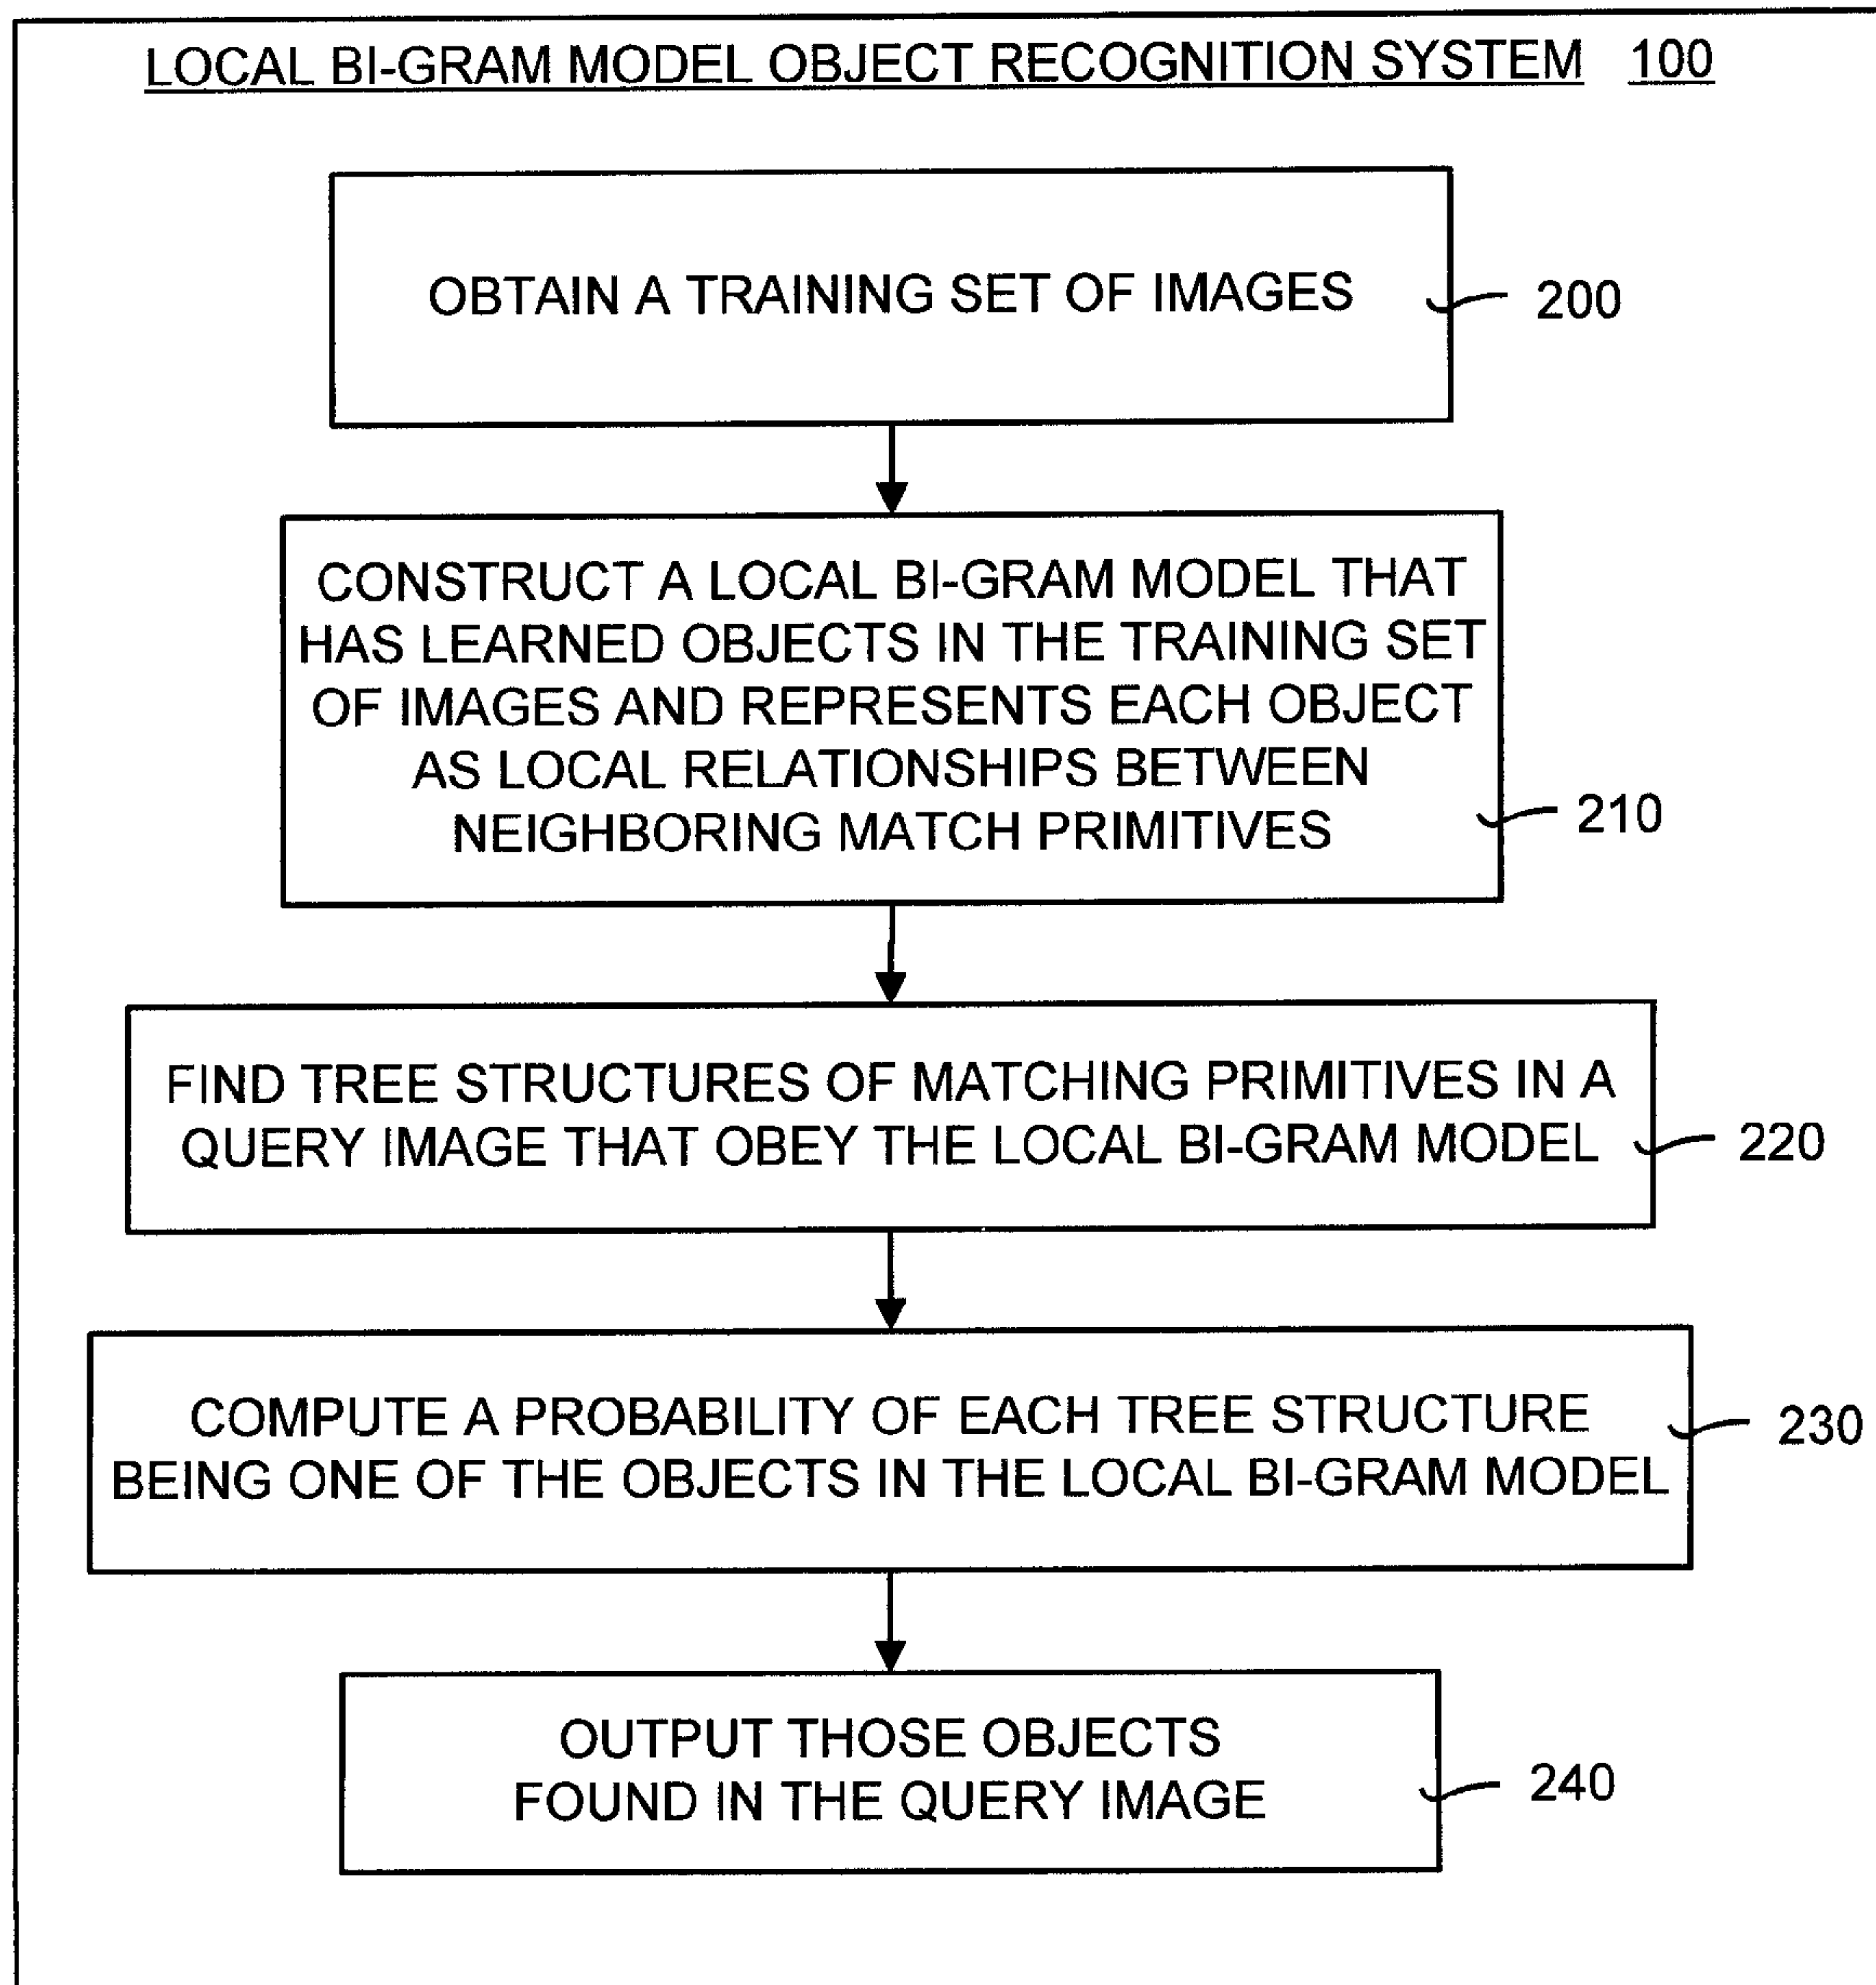 LOCAL BI-GRAM MODEL OBJECT RECOGNITION SYSTEM 100
OBTAIN A TRAINING SET OF IMAGES
200
CONSTRUCT A LOCAL BI-GRAM MODEL THAT
HAS LEARNED OBJECTS IN THE TRAINING SET
OF IMAGES AND REPRESENTS EACH OBJECT
AS LOCAL RELATIONSHIPS BETWEEN
NEIGHBORING MATCH PRIMITIVES
210
FIND TREE STRUCTURES OF MATCHING PRIMITIVES IN A
QUERY IMAGE THAT OBEY THE LOCAL BI-GRAM MODEL
220
COMPUTE A PROBABILITY OF EACH TREE STRUCTURE
BEING ONE OF THE OBJECTS IN THE LOCAL BI-GRAM MODEL
230
OUTPUT THOSE OBJECTS
FOUND IN THE QUERY IMAGE
240